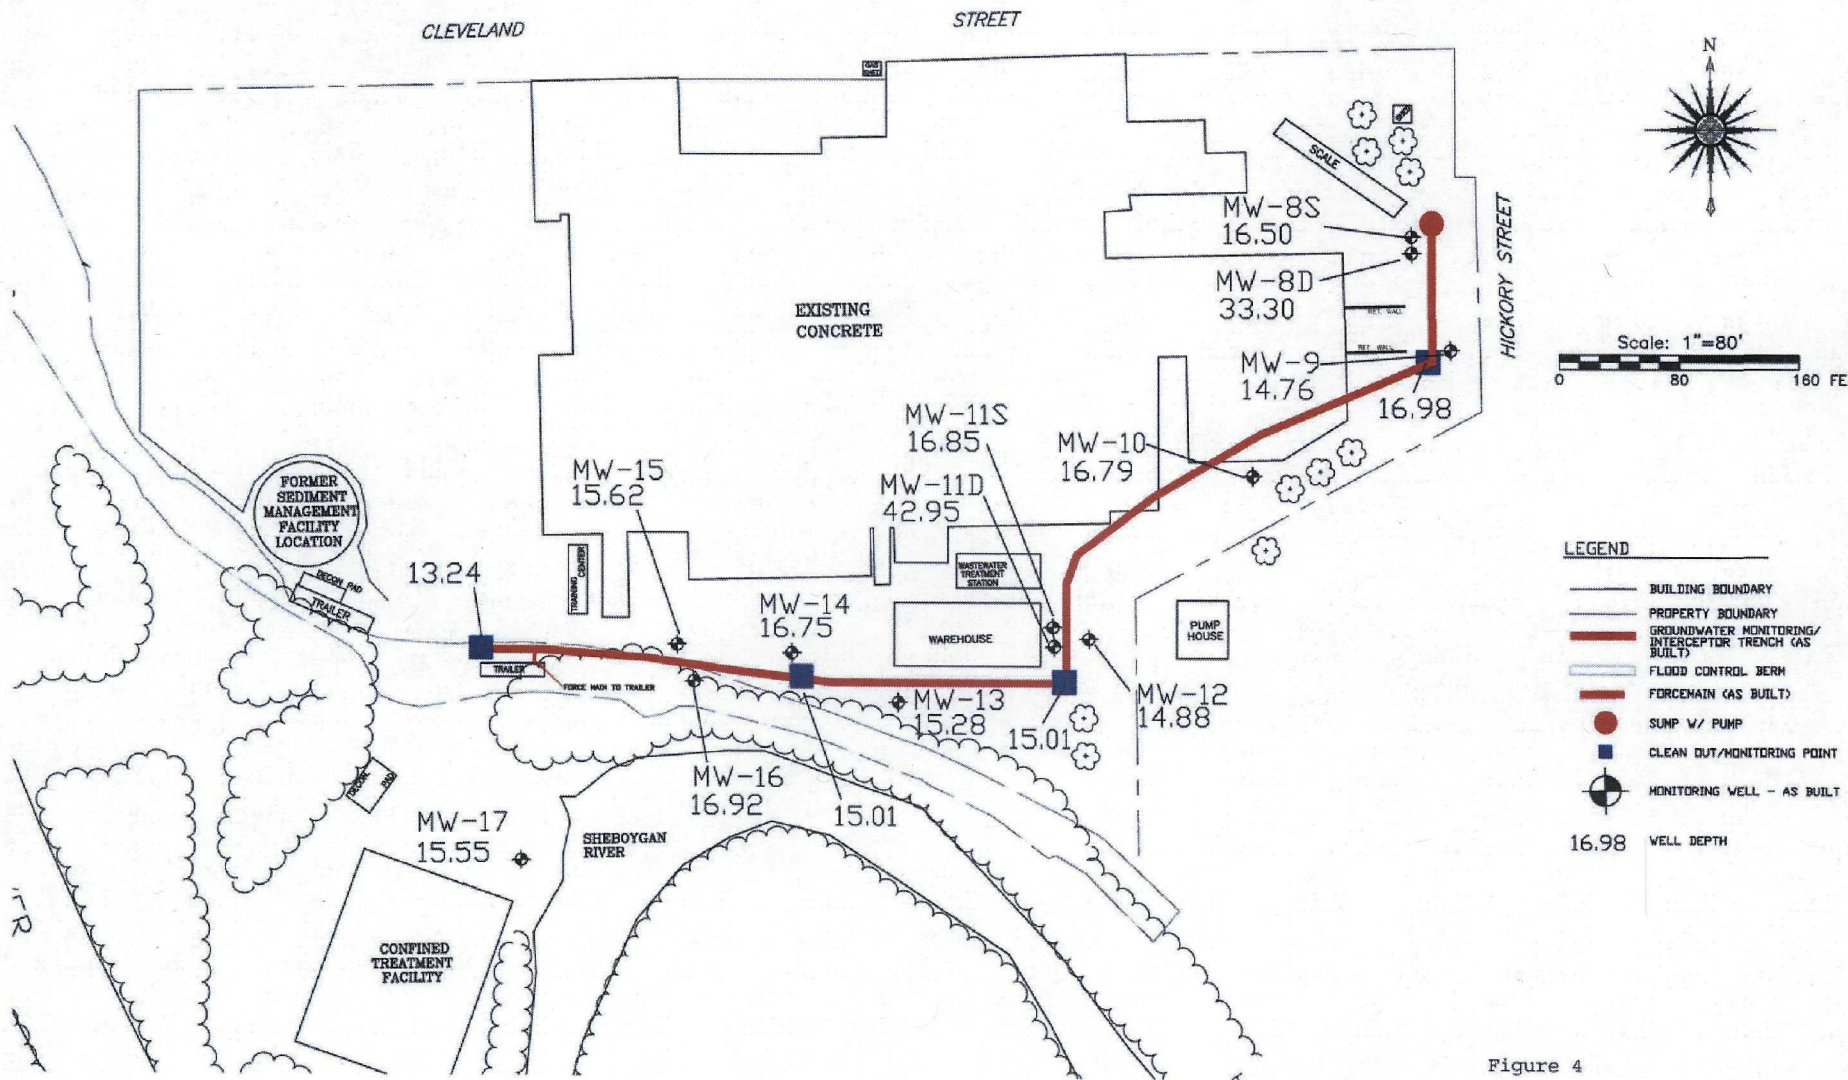 CLEVELAND
STREET
GAS
N
SCALE
MW-8S
16.50
HICKORY STREET
MW-8D
33.30
RET. WALL
EXISTING
CONCRETE
RET. WALL
Scale: 1"=80'
0 80 160 FE
MW-9
14.76
16.98
MW-11S
16.85
MW-10
16.79
MW-15
15.62
MW-11D
42.95
FORMER
SEDIMENT
MANAGEMENT
FACILITY
LOCATION
LEGEND
BUILDING BOUNDARY
PROPERTY BOUNDARY
GROUNDWATER MONITORING/
INTERCEPTOR TRENCH (AS
BUILT)
FLOOD CONTROL BERM
FORCEMAIN (AS BUILT)
SUMP W/ PUMP
CLEAN OUT/MONITORING POINT
MONITORING WELL - AS BUILT
16.98 WELL DEPTH
13.24
DECON PAD
TRAILER
TRAINING
CENTER
WASTEWATER
TREATMENT
STATION
MW-14
16.75
WAREHOUSE
PUMP
HOUSE
TRAILER
FORCE MAIN TO TRAILER
MW-13
15.28
MW-12
14.88
15.01
MW-16
16.92
15.01
DECON
PAD
MW-17
15.55
SHEBOYGAN
RIVER
CONFINED
TREATMENT
FACILITY
Figure 4